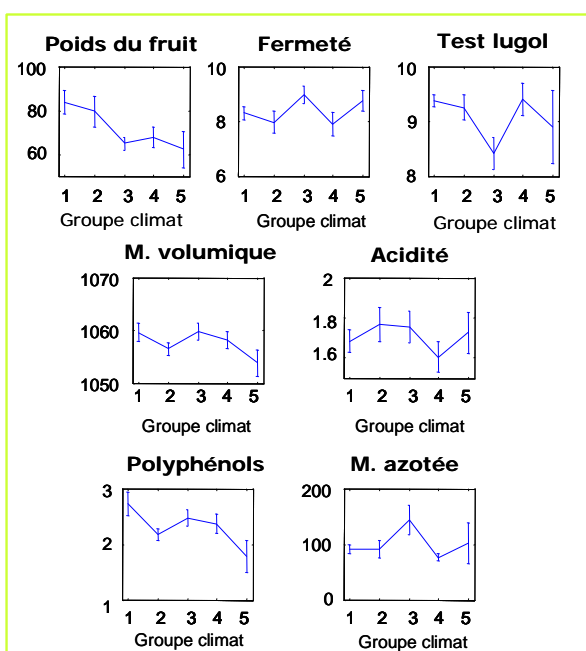 Poids du fruit
100
80
60
1 2 3 4 5
Groupe climat
Fermeté
10
8
6
1 2 3 4 5
Groupe climat
Test lugol
10
9
8
1 2 3 4 5
Groupe climat
M. volumique
1070
1060
1050
1 2 3 4 5
Groupe climat
Acidité
2
1.8
1.6
1 2 3 4 5
Groupe climat
Polyphénols
3
2
1
1 2 3 4 5
Groupe climat
M. azotée
200
100
0
1 2 3 4 5
Groupe climat